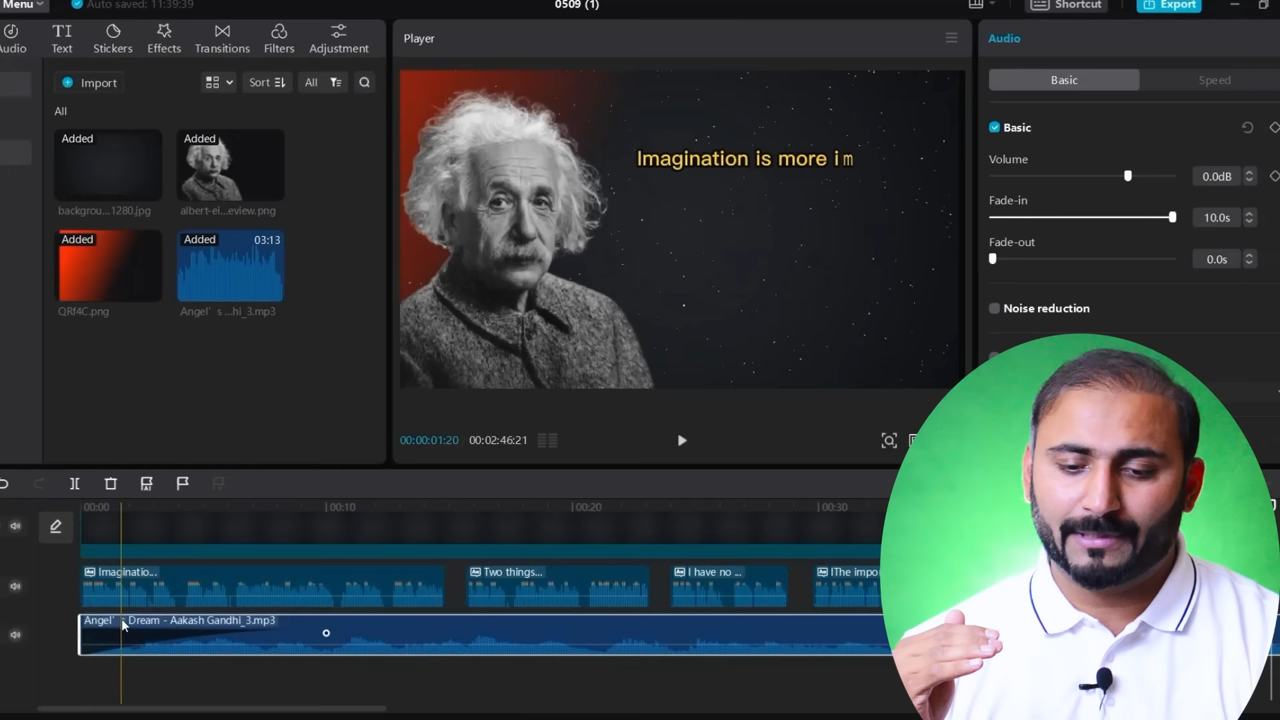 Menu
Auto saved: 11:39:39
0509 (1)
Shortcut
Export
Audio
Text
Stickers
Effects
Transitions
Filters
Adjustment
Player
Audio
Import
Sort
All
Basic
Speed
All
Basic
Added
Added
Volume
0.0dB
backgrou...1280.jpg
albert-ei...eview.png
Fade-in
10.0s
Added
Added
03:13
Fade-out
0.0s
QRf4C.png
Angel's ...hi_3.mp3
Noise reduction
Imagination is more im
00:00:01:20
00:02:46:21
00:00
00:10
00:20
00:30
Imaginatio...
Two things...
I have no ...
!The impo
Angel's Dream - Aakash Gandhi_3.mp3